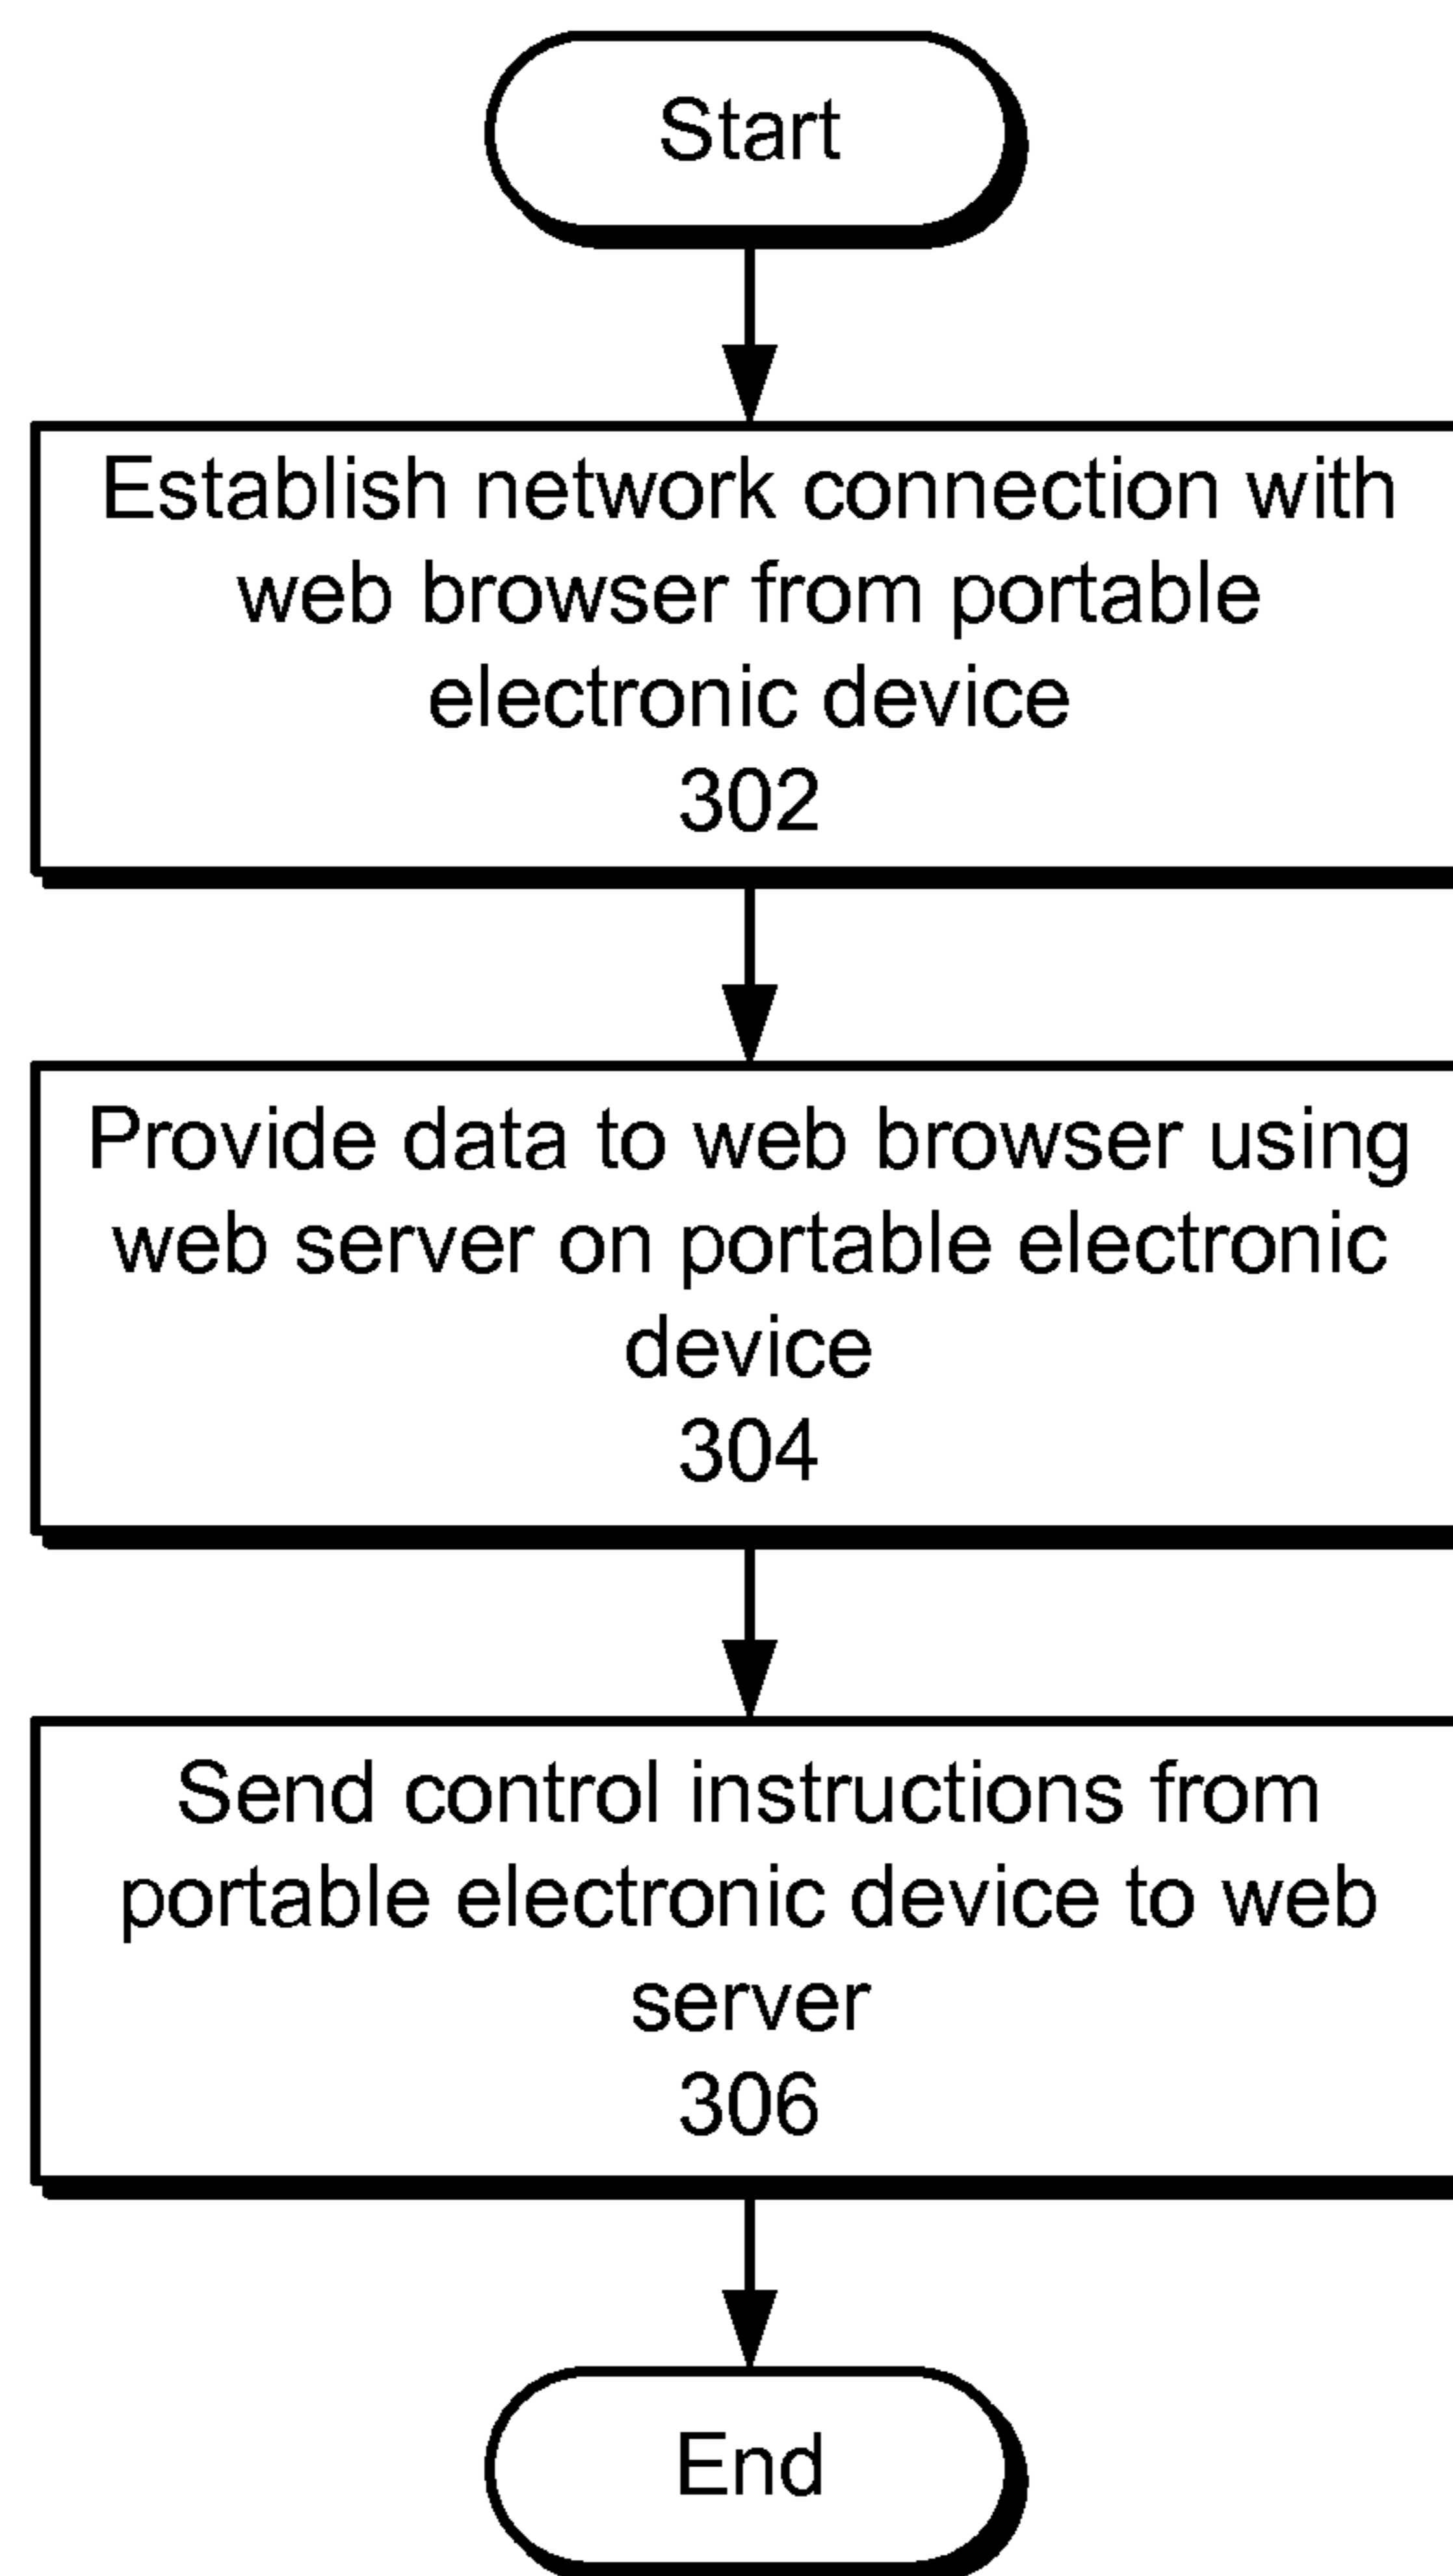 Start
Establish network connection with
web browser from portable
electronic device
302
Provide data to web browser using
web server on portable electronic
device
304
Send control instructions from
portable electronic device to web
server
306
End